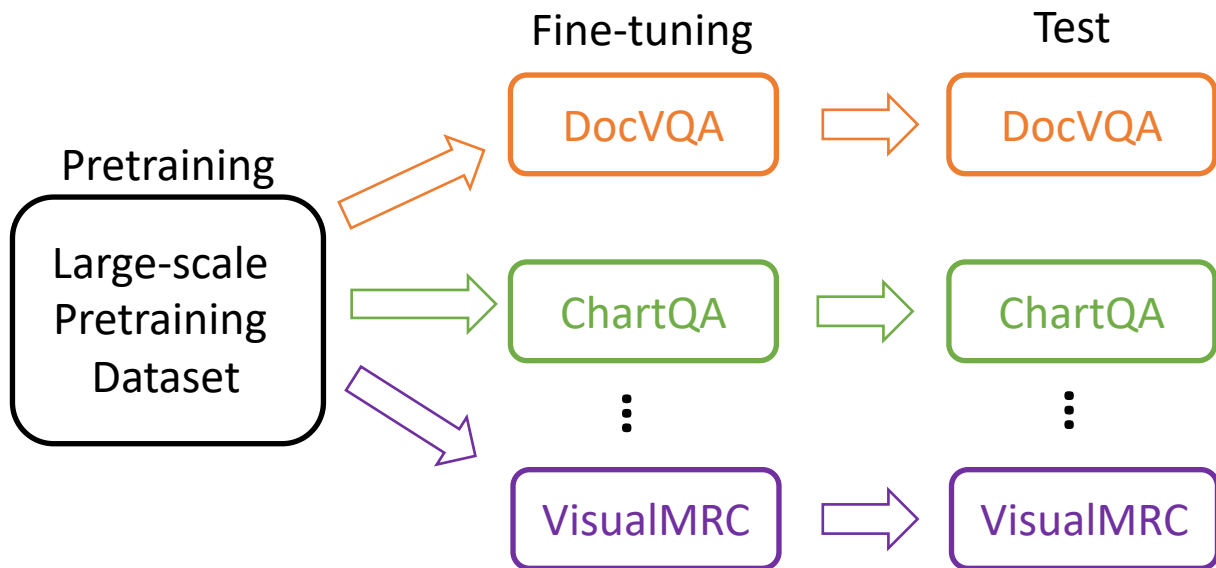 Fine-tuning
Test
DocVQA
DocVQA
Pretraining
Large-scale
Pretraining
Dataset
ChartQA
ChartQA
VisualMRC
VisualMRC